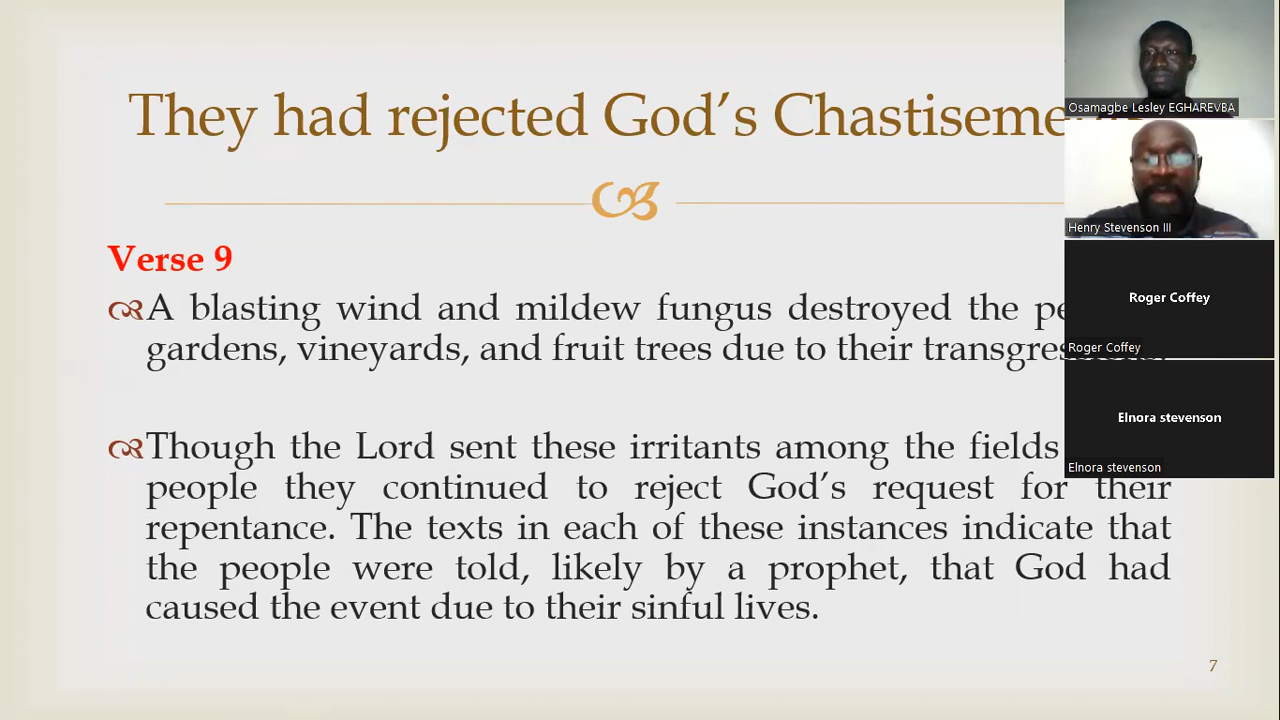 They had rejected God's
Verse 9
A blasting wind and mildew fungus destroyed the
gardens, vineyards, and fruit trees due to their
Though the Lord sent these irritants among the fields
people they continued to reject God's request for their
repentance. The texts in each of these instances indicate that
the people were told, likely by a prophet, that God had
caused the event due to their sinful lives.
7
Osamagbe Lesley EGHAREVBA
Henry Stevenson III
Roger Coffey
Roger Coffey
Elnora stevenson
Elnora stevenson